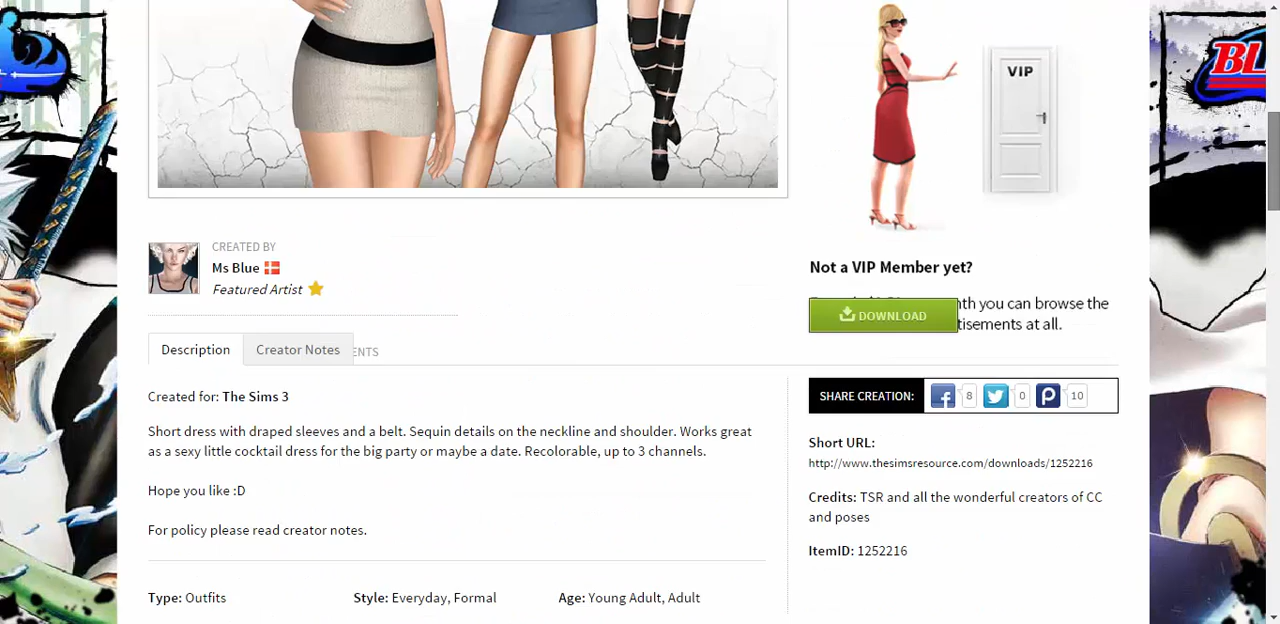 BL
VIP
CREATED BY
Ms Blue
Featured Artist
Not a VIP Member yet?
nth you can browse the
DOWNLOAD
tisements at all.
Description
Creator Notes
ENTS
Created for: The Sims 3
SHARE CREATION:
8
0
10
Short dress with draped sleeves and a belt. Sequin details on the neckline and shoulder. Works great
as a sexy little cocktail dress for the big party or maybe a date. Recolorable, up to 3 channels.
Short URL:
http://www.thesimsresource.com/downloads/1252216
Hope you like :D
Credits: TSR and all the wonderful creators of CC
and poses
For policy please read creator notes.
ItemID: 1252216
Type: Outfits
Style: Everyday, Formal
Age: Young Adult, Adult